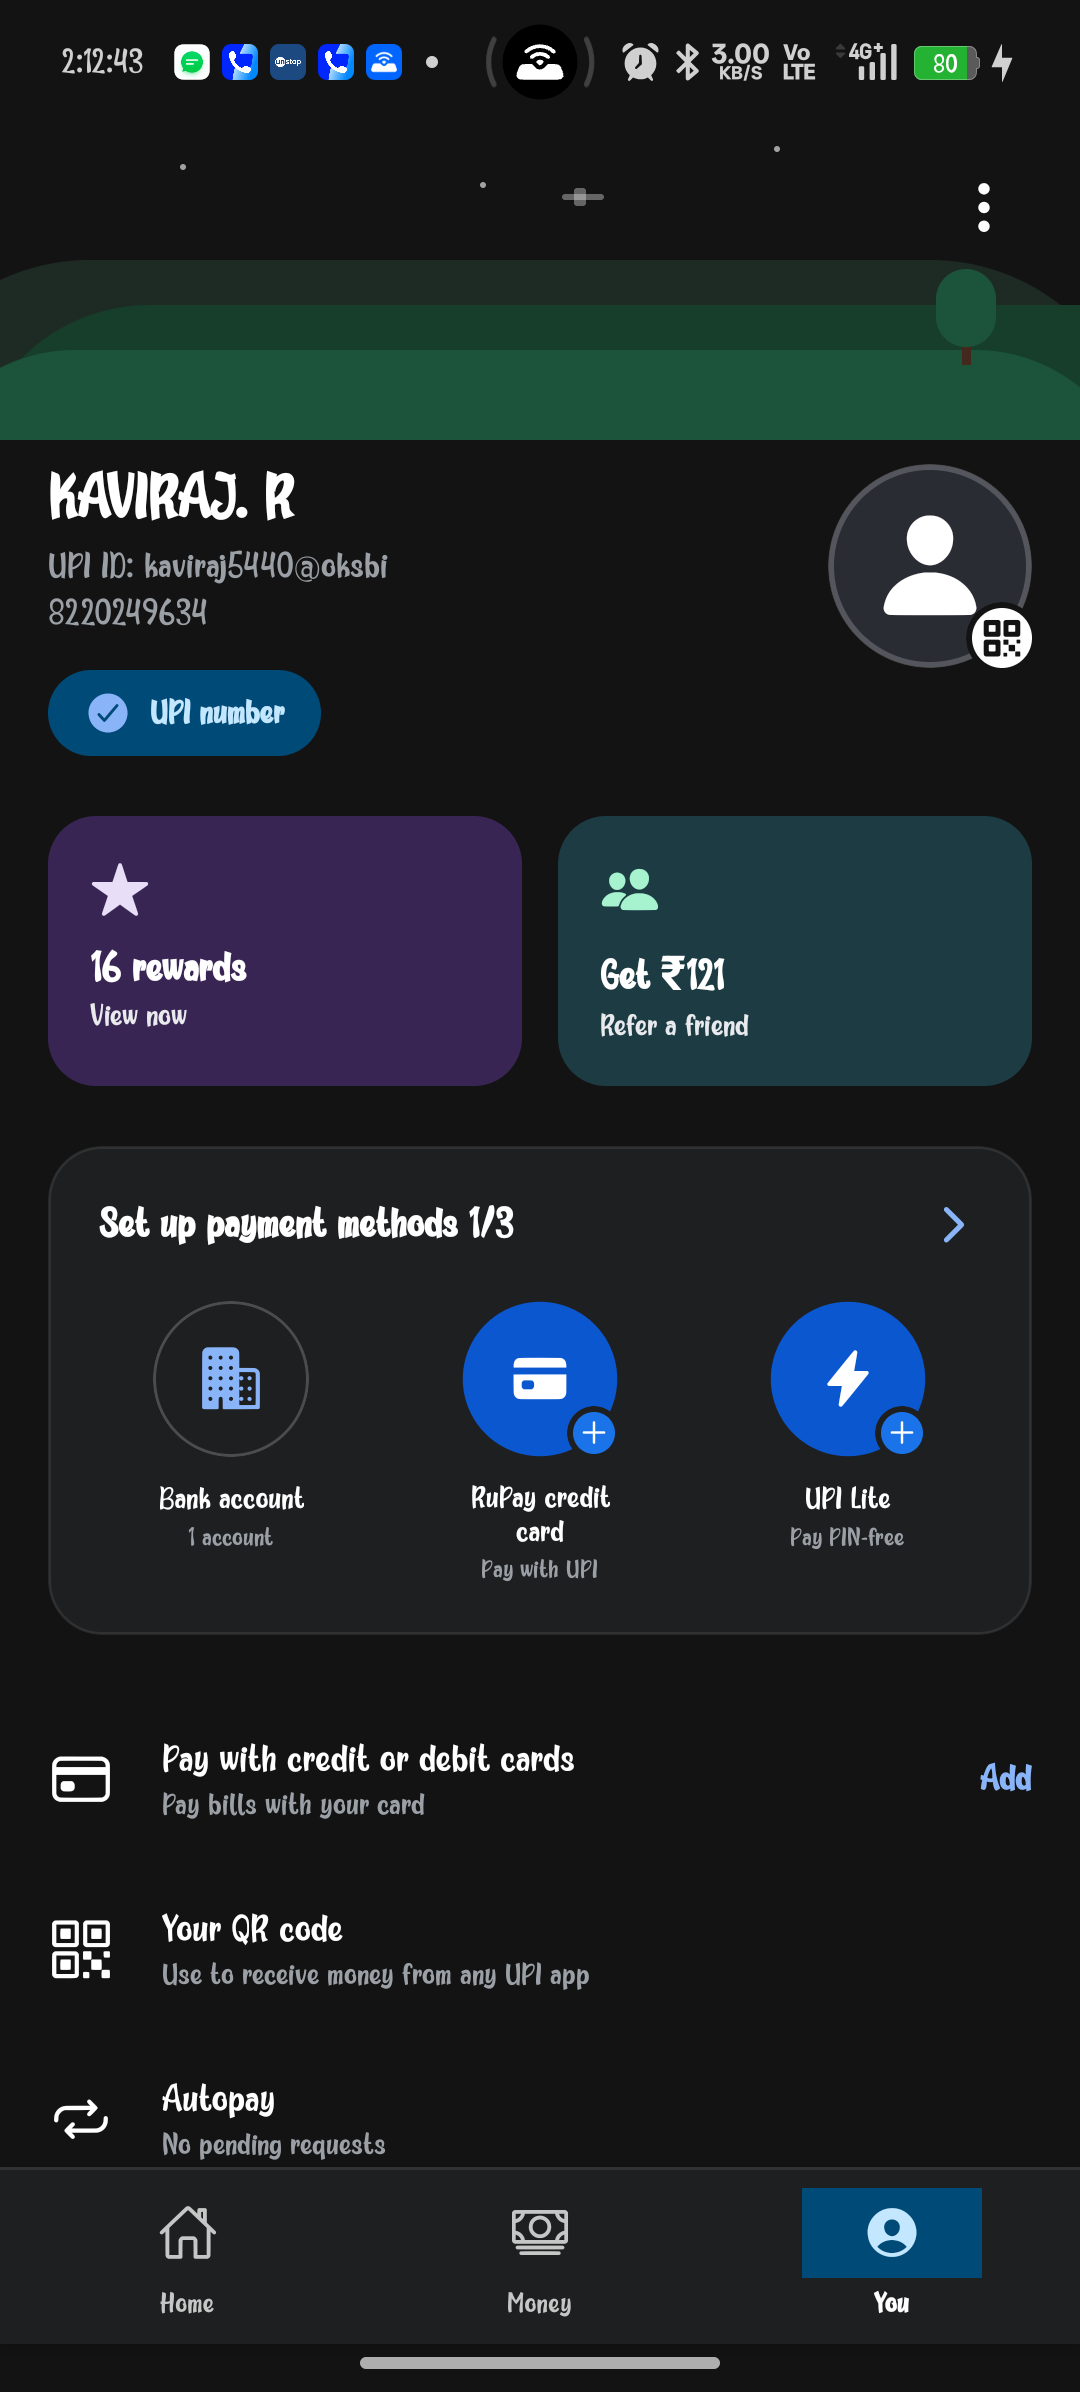 2:12:43
unstop
3.00
KB/S
Vo
LTE
4G+
80
KAVIRAJ. R
UPI ID: kaviraj5440@oksbi
8220249634
UPI number
16 rewards
View now
Get ₹121
Refer a friend
Set up payment methods 1/3
Bank account
1 account
RuPay credit
card
Pay with UPI
UPI Lite
Pay PIN-free
Pay with credit or debit cards
Pay bills with your card
Add
Your QR code
Use to receive money from any UPI app
Autopay
No pending requests
Home
Money
You